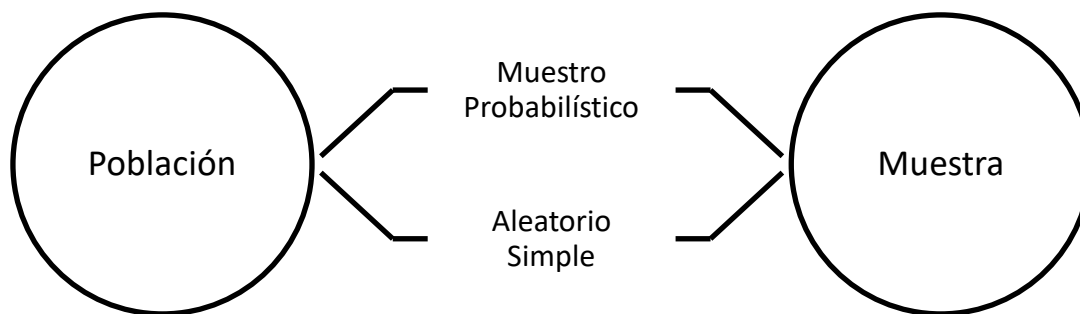 Población
Muestro
Probabilístico
Aleatorio
Simple
Muestra